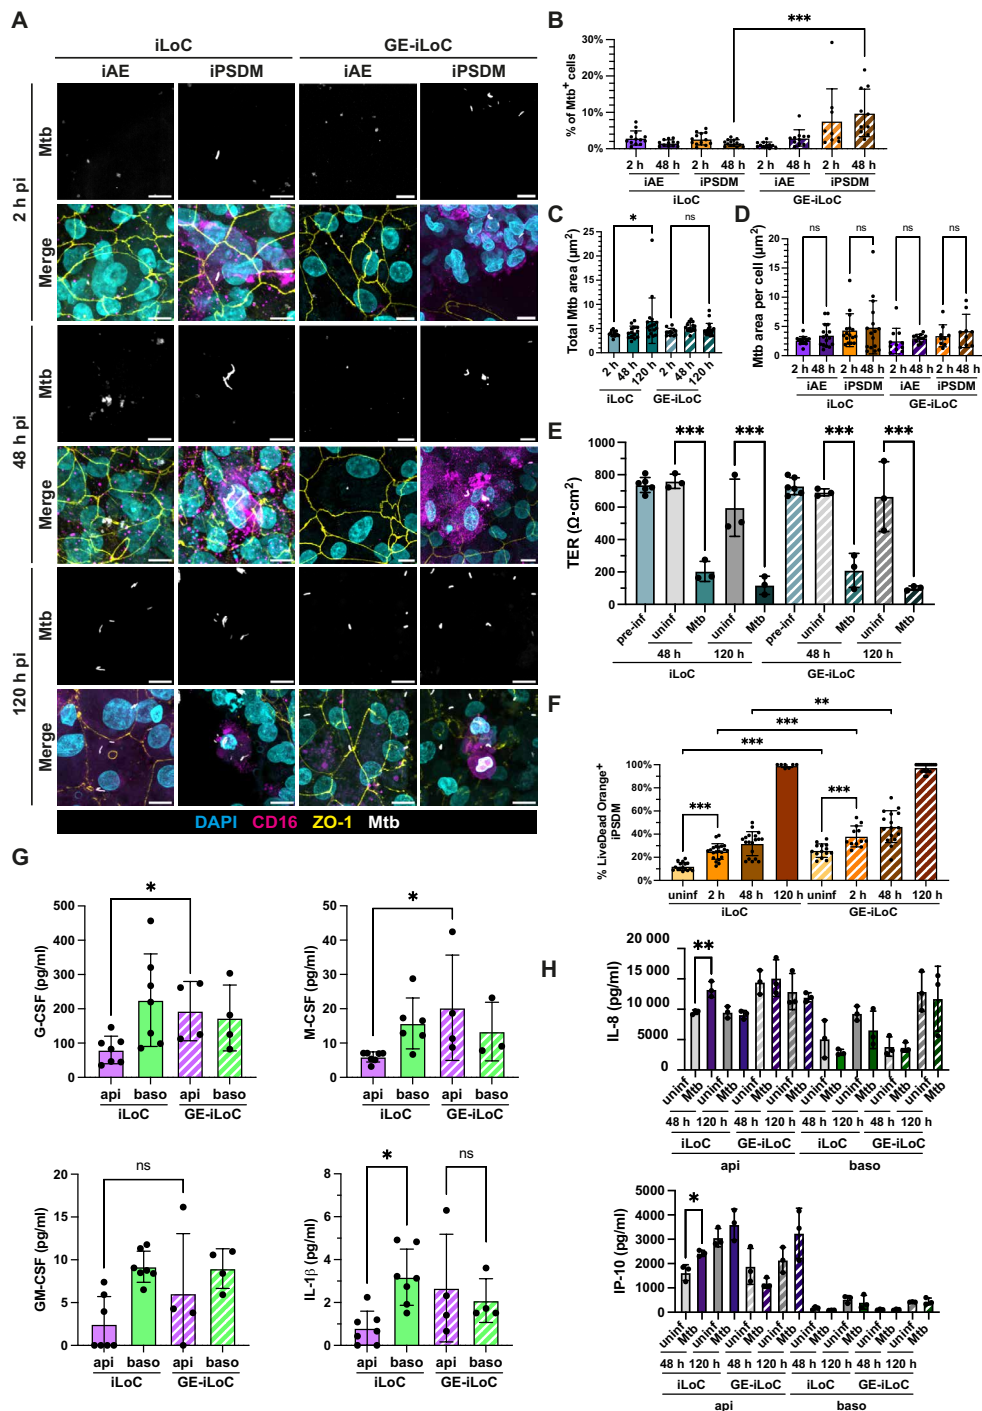 A
iLoC GE-iLoC
iAE iPSDM iAE iPSDM
2 h pi
Mtb
Merge
48 h pi
Mtb
Merge
120 h pi
Mtb
Merge
DAPI CD16 ZO-1 Mtb
B
***
% of Mtb+ cells
30%
20%
10%
0%
2 h 48 h 2 h 48 h 2 h 48 h 2 h 48 h
iAE iPSDM iAE iPSDM
iLoC GE-iLoC
C
* ns
Total Mtb area (µm²)
25
20
15
10
5
0
2 h 48 h 120 h 2 h 48 h 120 h
iLoC GE-iLoC
D
ns ns ns ns
Mtb area per cell (µm²)
20
15
10
5
0
2 h 48 h 2 h 48 h 2 h 48 h 2 h 48 h
iAE iPSDM iAE iPSDM
iLoC GE-iLoC
E
*** *** *** ***
TER (Ω·cm2)
1000
800
600
400
200
0
pre-inf uninf Mtb uninf Mtb pre-inf uninf Mtb uninf Mtb
48 h 120 h 48 h 120 h
iLoC GE-iLoC
F
**
***
***
*** ***
% LiveDead Orange+
iPSDM
100%
80%
60%
40%
20%
0%
uninf 2 h 48 h 120 h uninf 2 h 48 h 120 h
iLoC GE-iLoC
G
*
G-CSF (pg/ml)
500
400
300
200
100
0
api baso api baso
iLoC GE-iLoC
*
M-CSF (pg/ml)
50
40
30
20
10
0
api baso api baso
iLoC GE-iLoC
ns
GM-CSF (pg/ml)
20
15
10
5
0
api baso api baso
iLoC GE-iLoC
* ns
IL-1β (pg/ml)
8
6
4
2
0
api baso api baso
iLoC GE-iLoC
H
**
IL-8 (pg/ml)
20 000
15 000
10 000
5000
0
uninf Mtb uninf Mtb uninf Mtb uninf Mtb uninf Mtb uninf Mtb uninf Mtb uninf Mtb
48 h 120 h 48 h 120 h 48 h 120 h 48 h 120 h
iLoC GE-iLoC iLoC GE-iLoC
api baso
*
IP-10 (pg/ml)
5000
4000
3000
2000
1000
0
uninf Mtb uninf Mtb uninf Mtb uninf Mtb uninf Mtb uninf Mtb uninf Mtb uninf Mtb
48 h 120 h 48 h 120 h 48 h 120 h 48 h 120 h
iLoC GE-iLoC iLoC GE-iLoC
api baso